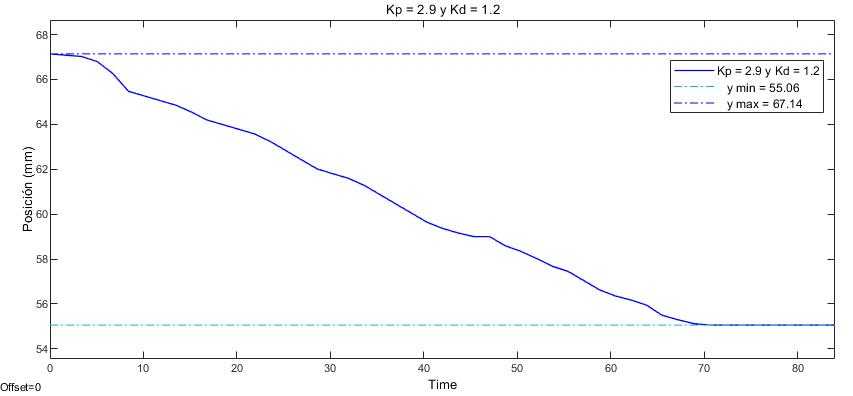 Kp = 2.9 y Kd = 1.2
68
66
64
62
60
58
56
54
Posición (mm)
Kp = 2.9 y Kd = 1.2
y min = 55.06
y max = 67.14
0 10 20 30 40 50 60 70 80
Time
Offset=0